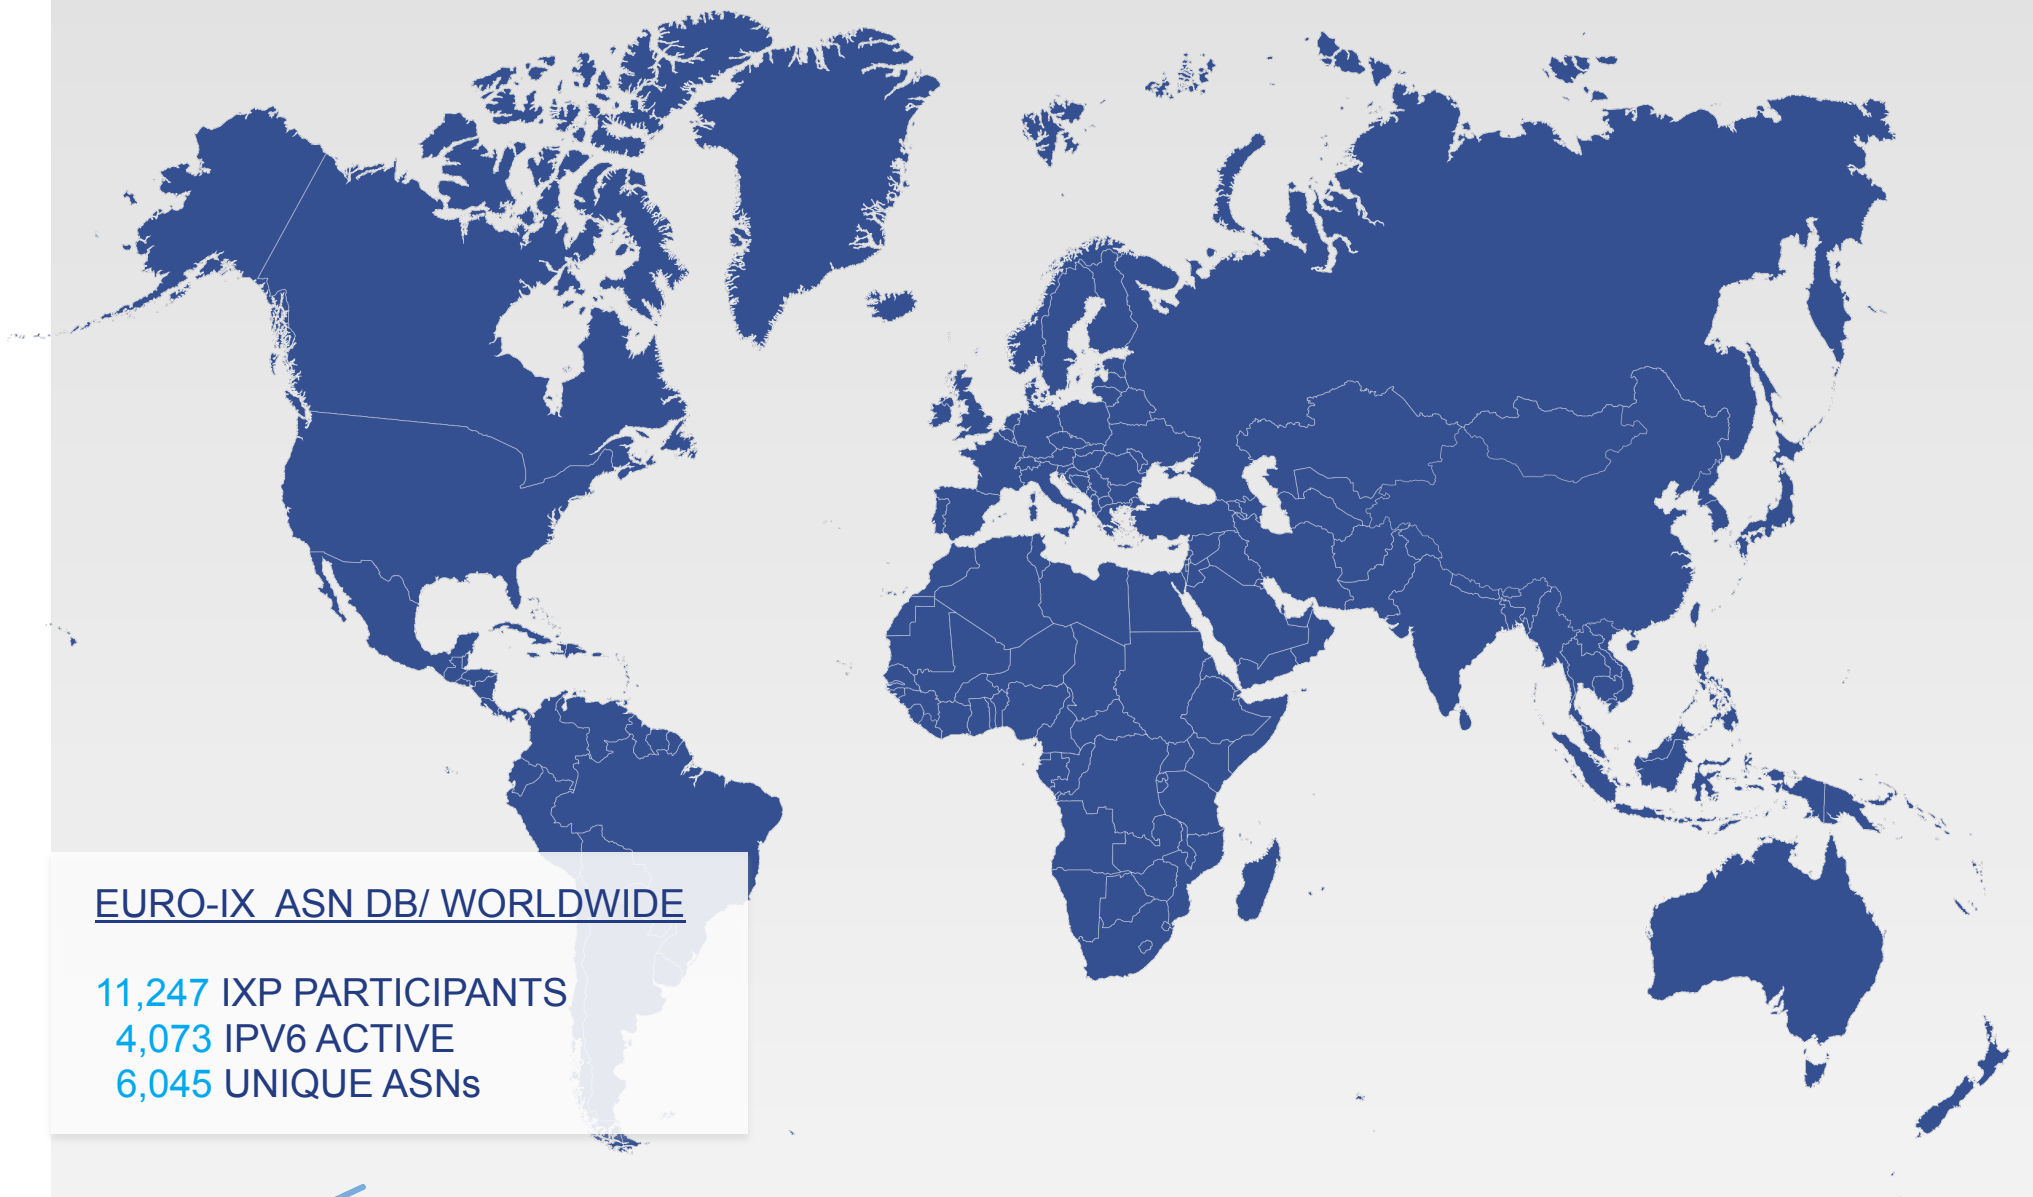 EURO-IX ASN DB/ WORLDWIDE
11,247 IXP PARTICIPANTS
4,073 IPV6 ACTIVE
6,045 UNIQUE ASNs